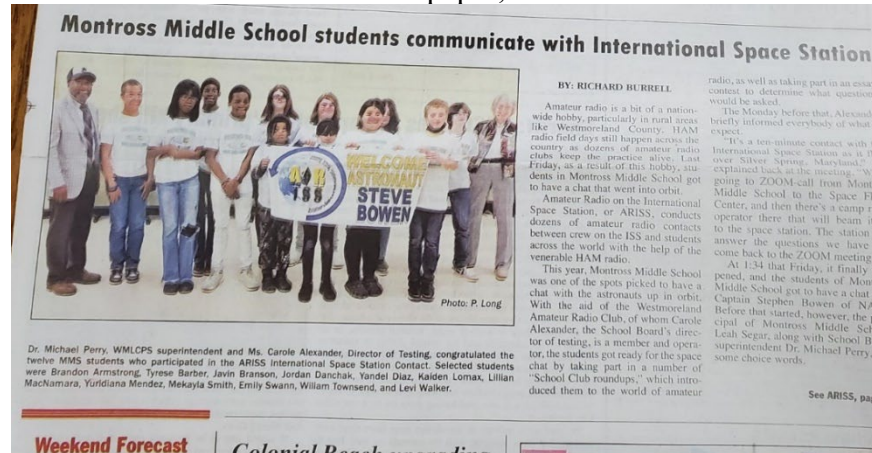 Montross Middle School students communicate with International Space Station
A R
ISS
WELCOME
ASTRONAUT
STEVE
BOWEN
Photo: P. Long
Dr. Michael Perry, WMLCPS superintendent and Ms. Carole Alexander, Director of Testing, congratulated the
twelve MMS students who participated in the ARISS International Space Station Contact. Selected students
were Brandon Armstrong, Tyrese Barber, Javin Branson, Jordan Danchak, Yandel Diaz, Kaiden Lomax, Lillian
MacNamara, Yuridiana Mendez, Mekayla Smith, Emily Swann, William Townsend, and Levi Walker.
BY: RICHARD BURRELL
Amateur radio is a bit of a nation-
wide hobby, particularly in rural areas
like Westmoreland County. HAM
radio field days still happen across the
country as dozens of amateur radio
clubs keep the practice alive. Last
Friday, as a result of this hobby, stu-
dents in Montross Middle School got
to have a chat that went into orbit.
Amateur Radio on the International
Space Station, or ARISS, conducts
dozens of amateur radio contacts
between crew on the ISS and students
across the world with the help of the
venerable HAM radio.
This year, Montross Middle School
was one of the spots picked to have a
chat with the astronauts up in orbit.
With the aid of the Westmoreland
Amateur Radio Club, of whom Carole
Alexander, the School Board's direc-
tor of testing, is a member and opera-
tor, the students got ready for the space
chat by taking part in a number of
"School Club roundups," which intro-
duced them to the world of amateur
radio, as well as taking part in an essay
contest to determine what question
would be asked.
The Monday before that, Alexand
briefly informed everybody of what
expect.
"It's a ten-minute contact with
International Space Station as it fl
over Silver Spring, Maryland,"
explained back at the meeting. "W
going to ZOOM-call from Mont
Middle School to the Space Fl
Center, and then there's a camp
operator there that will beam it
to the space station. The station
answer the questions we have
come back to the ZOOM meeting
At 1:34 that Friday, it finally
pened, and the students of Mon
Middle School got to have a chat
Captain Stephen Bowen of NA
Before that started, however, the p
cipal of Montross Middle Sch
Leah Segar, along with School B
superintendent Dr. Michael Perry,
some choice words.
See ARISS, pa
Weekend Forecast
Colonial Beach upgrading